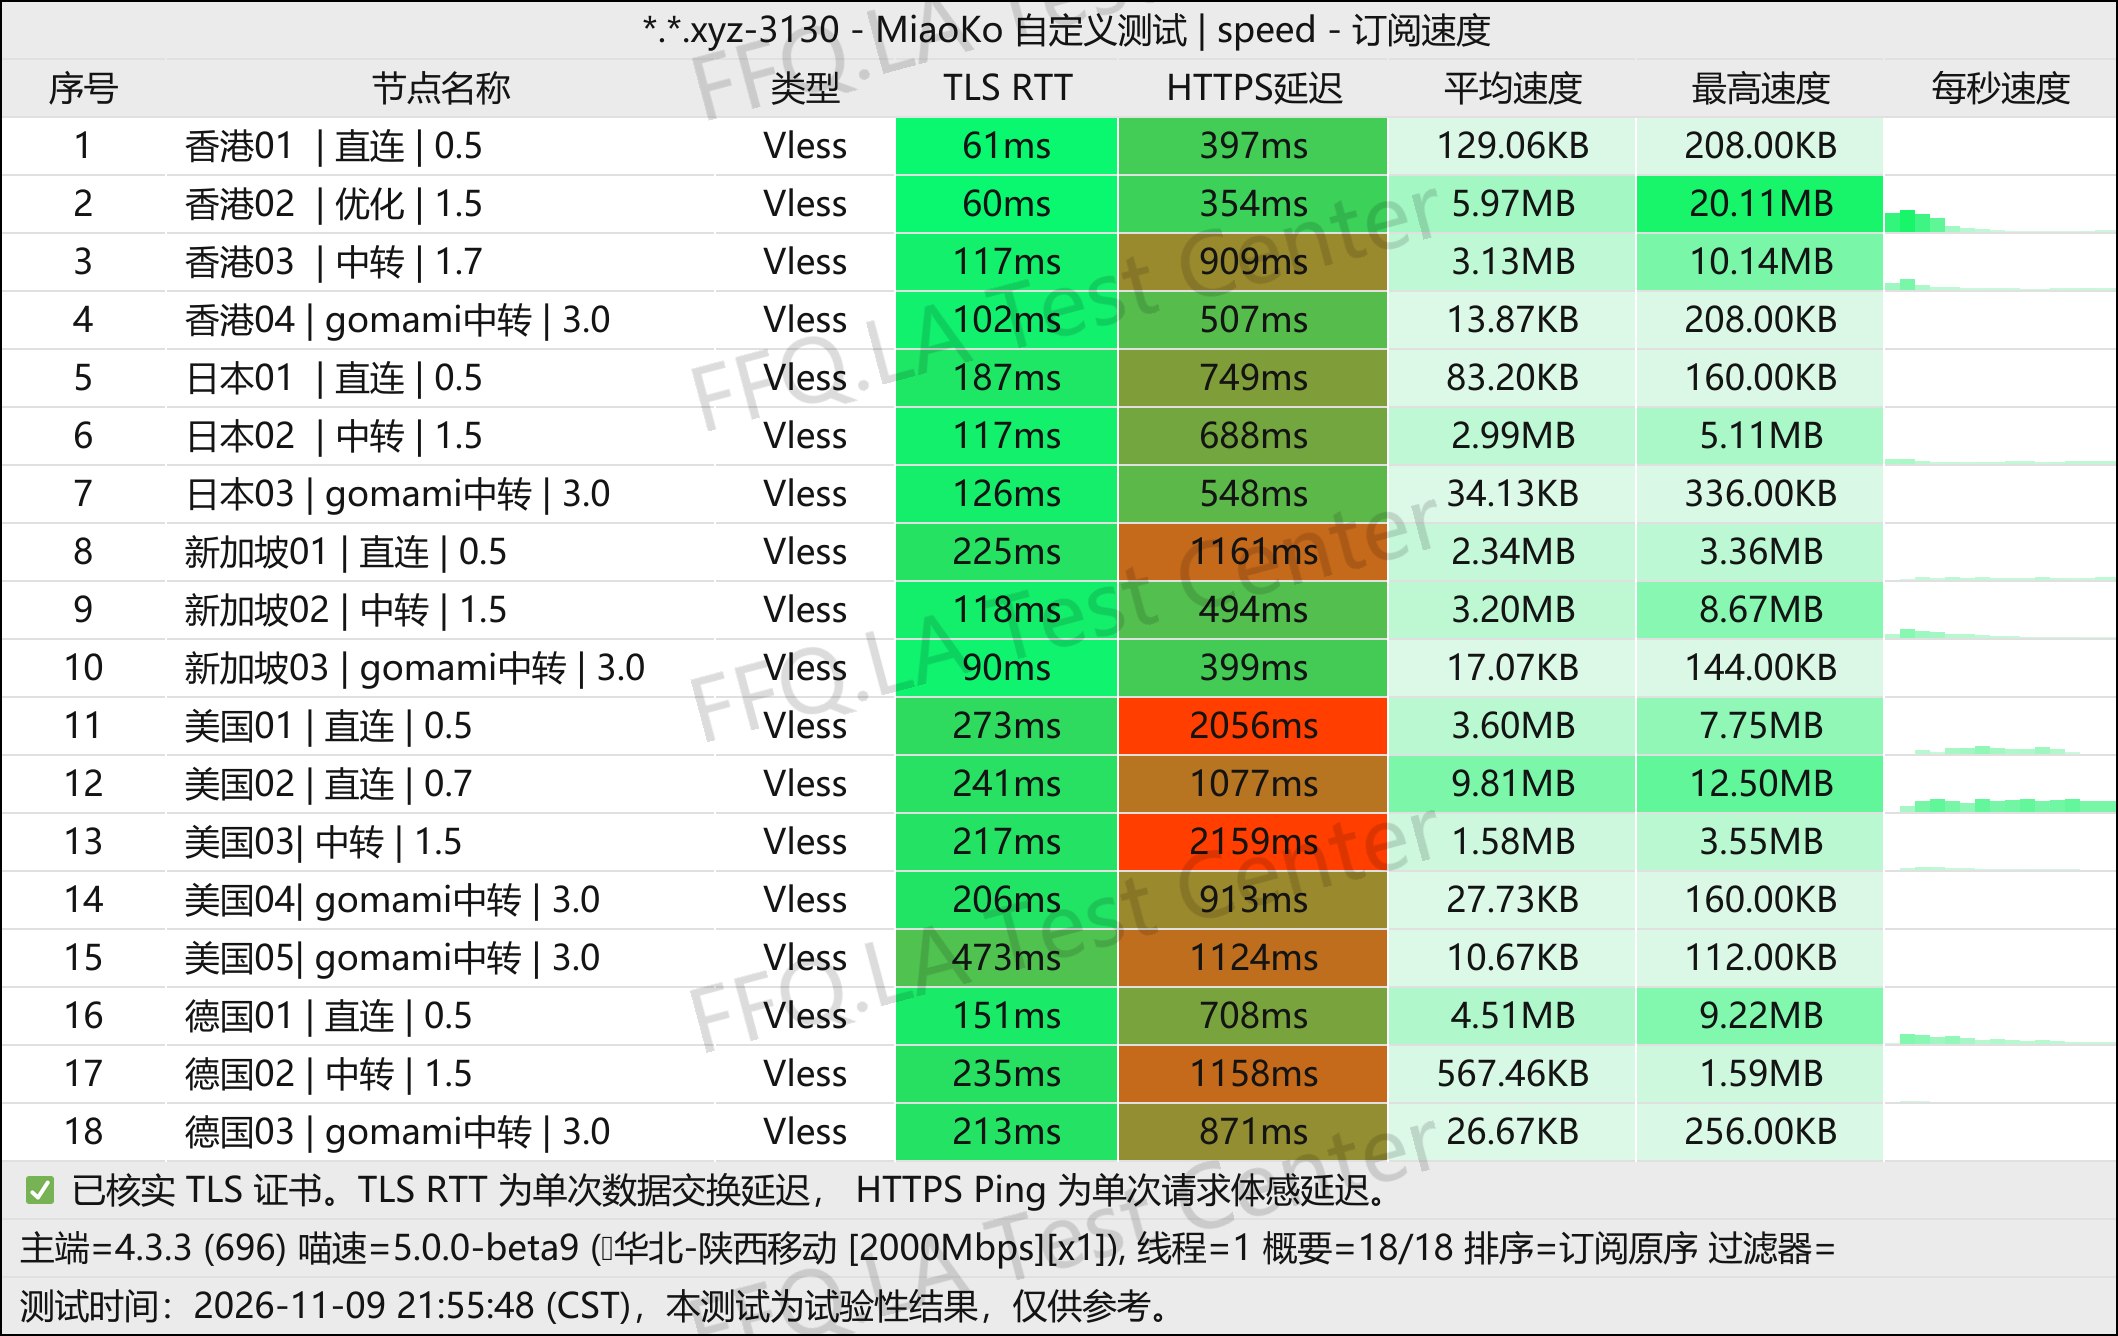 *.*.xyz-3130 - MiaoKo 自定义测试 | speed - 订阅速度
序号 节点名称 类型 TLS RTT HTTPS延迟 平均速度 最高速度 每秒速度
1 香港01 | 直连 | 0.5 Vless 61ms 397ms 129.06KB 208.00KB
2 香港02 | 优化 | 1.5 Vless 60ms 354ms 5.97MB 20.11MB
3 香港03 | 中转 | 1.7 Vless 117ms 909ms 3.13MB 10.14MB
4 香港04 | gomami中转 | 3.0 Vless 102ms 507ms 13.87KB 208.00KB
5 日本01 | 直连 | 0.5 Vless 187ms 749ms 83.20KB 160.00KB
6 日本02 | 中转 | 1.5 Vless 117ms 688ms 2.99MB 5.11MB
7 日本03 | gomami中转 | 3.0 Vless 126ms 548ms 34.13KB 336.00KB
8 新加坡01 | 直连 | 0.5 Vless 225ms 1161ms 2.34MB 3.36MB
9 新加坡02 | 中转 | 1.5 Vless 118ms 494ms 3.20MB 8.67MB
10 新加坡03 | gomami中转 | 3.0 Vless 90ms 399ms 17.07KB 144.00KB
11 美国01 | 直连 | 0.5 Vless 273ms 2056ms 3.60MB 7.75MB
12 美国02 | 直连 | 0.7 Vless 241ms 1077ms 9.81MB 12.50MB
13 美国03| 中转 | 1.5 Vless 217ms 2159ms 1.58MB 3.55MB
14 美国04| gomami中转 | 3.0 Vless 206ms 913ms 27.73KB 160.00KB
15 美国05| gomami中转 | 3.0 Vless 473ms 1124ms 10.67KB 112.00KB
16 德国01 | 直连 | 0.5 Vless 151ms 708ms 4.51MB 9.22MB
17 德国02 | 中转 | 1.5 Vless 235ms 1158ms 567.46KB 1.59MB
18 德国03 | gomami中转 | 3.0 Vless 213ms 871ms 26.67KB 256.00KB
✅ 已核实 TLS 证书。TLS RTT 为单次数据交换延迟， HTTPS Ping 为单次请求体感延迟。
主端=4.3.3 (696) 喵速=5.0.0-beta9 (华北-陕西移动 [2000Mbps][x1]), 线程=1 概要=18/18 排序=订阅原序 过滤器=
测试时间：2026-11-09 21:55:48 (CST)，本测试为试验性结果，仅供参考。
FFQ.LA Test Center
FFQ.LA Test Center
FFQ.LA Test Center
FFQ.LA Test Center